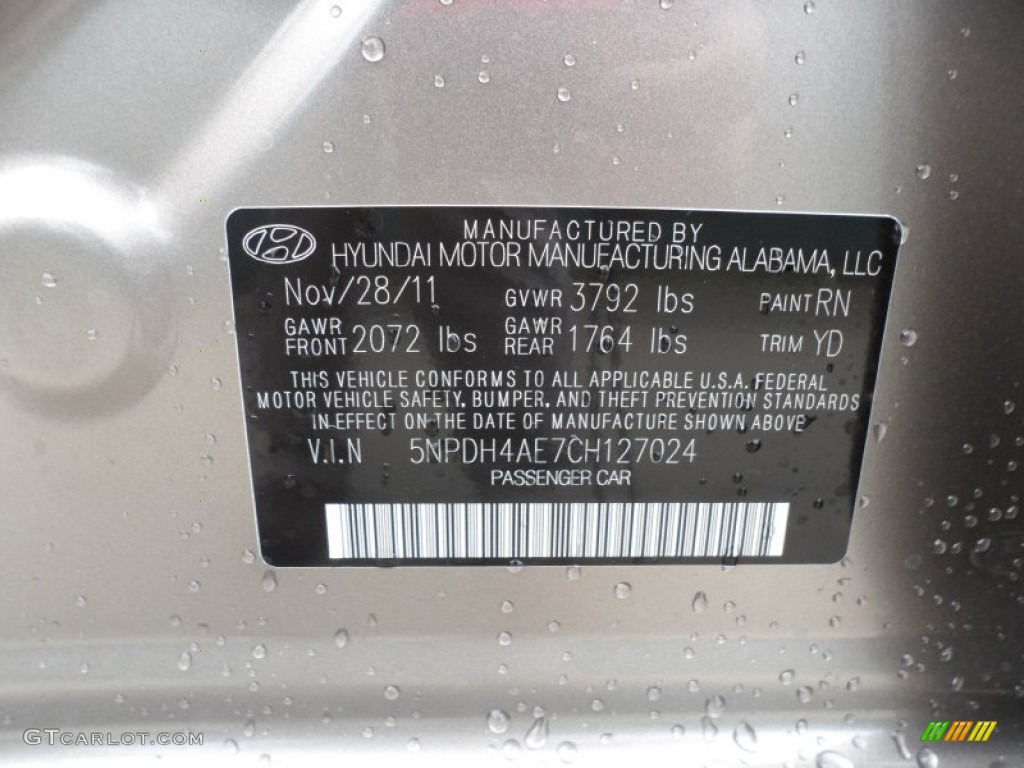 MANUFACTURED BY
HYUNDAI MOTOR MANUFACTURING ALABAMA, LLC
Nov/28/11 GVWR 3792 lbs PAINT RN
GAWR FRONT 2072 lbs GAWR REAR 1764 lbs TRIM YD
THIS VEHICLE CONFORMS TO ALL APPLICABLE U.S.A. FEDERAL
MOTOR VEHICLE SAFETY, BUMPER, AND THEFT PREVENTION STANDARDS
IN EFFECT ON THE DATE OF MANUFACTURE SHOWN ABOVE
V.I.N 5NPDH4AE7CH127024
PASSENGER CAR
GTCARLOT.COM